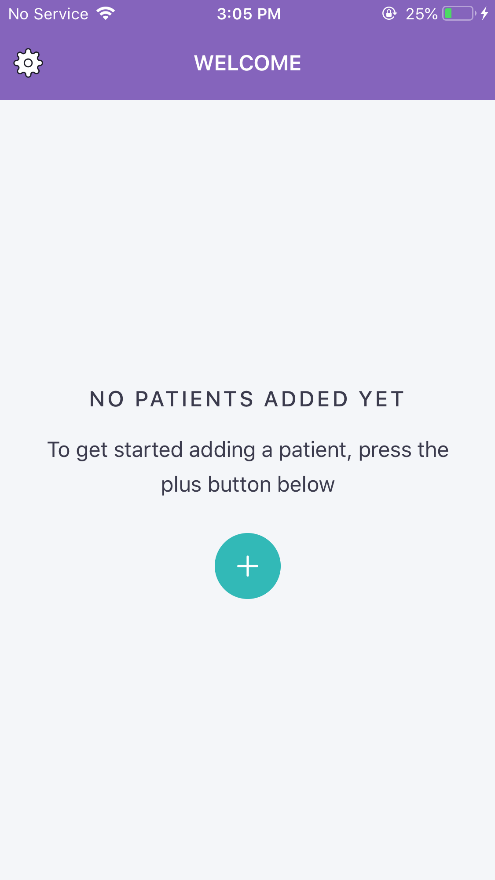 No Service 3:05 PM 25%
WELCOME
NO PATIENTS ADDED YET
To get started adding a patient, press the
plus button below